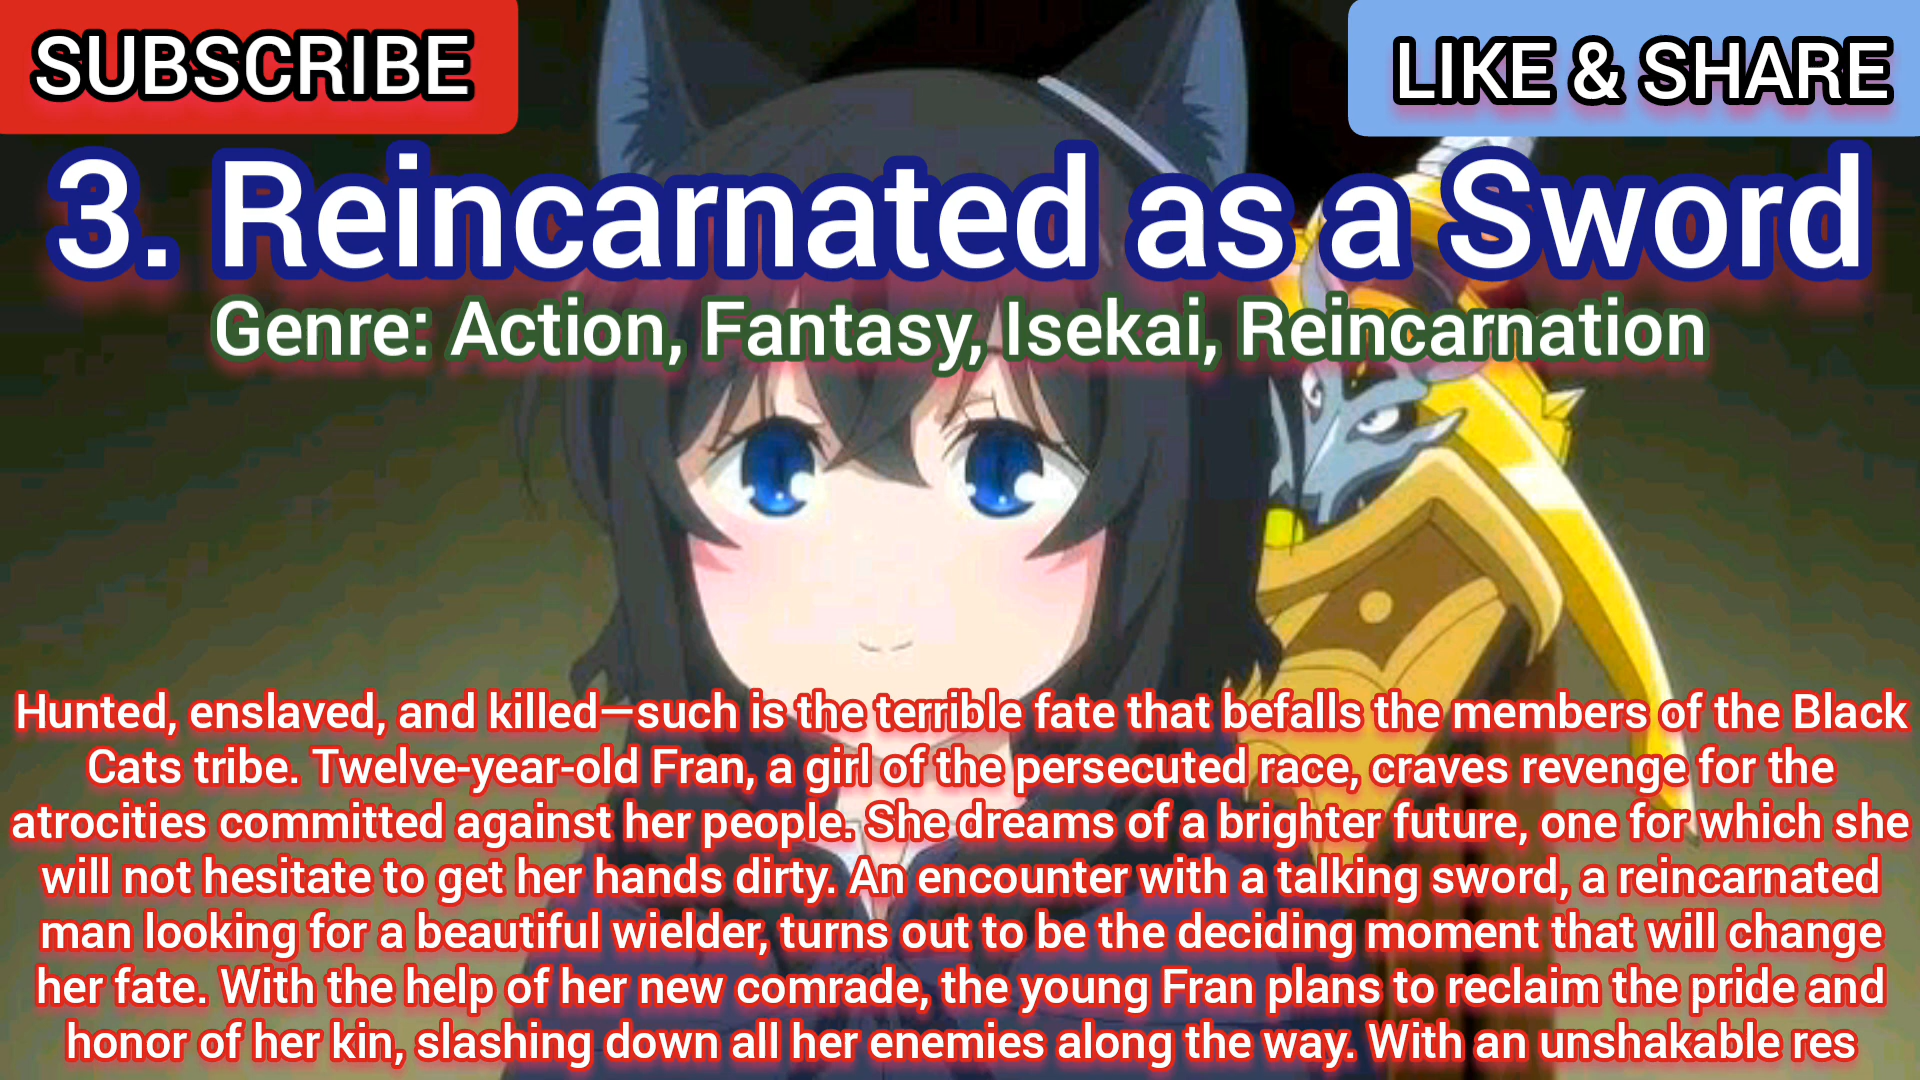 SUBSCRIBE
LIKE & SHARE
3. Reincarnated as a Sword
Genre: Action, Fantasy, Isekai, Reincarnation
Hunted, enslaved, and killed—such is the terrible fate that befalls the members of the Black
Cats tribe. Twelve-year-old Fran, a girl of the persecuted race, craves revenge for the
atrocities committed against her people. She dreams of a brighter future, one for which she
will not hesitate to get her hands dirty. An encounter with a talking sword, a reincarnated
man looking for a beautiful wielder, turns out to be the deciding moment that will change
her fate. With the help of her new comrade, the young Fran plans to reclaim the pride and
honor of her kin, slashing down all her enemies along the way. With an unshakable res